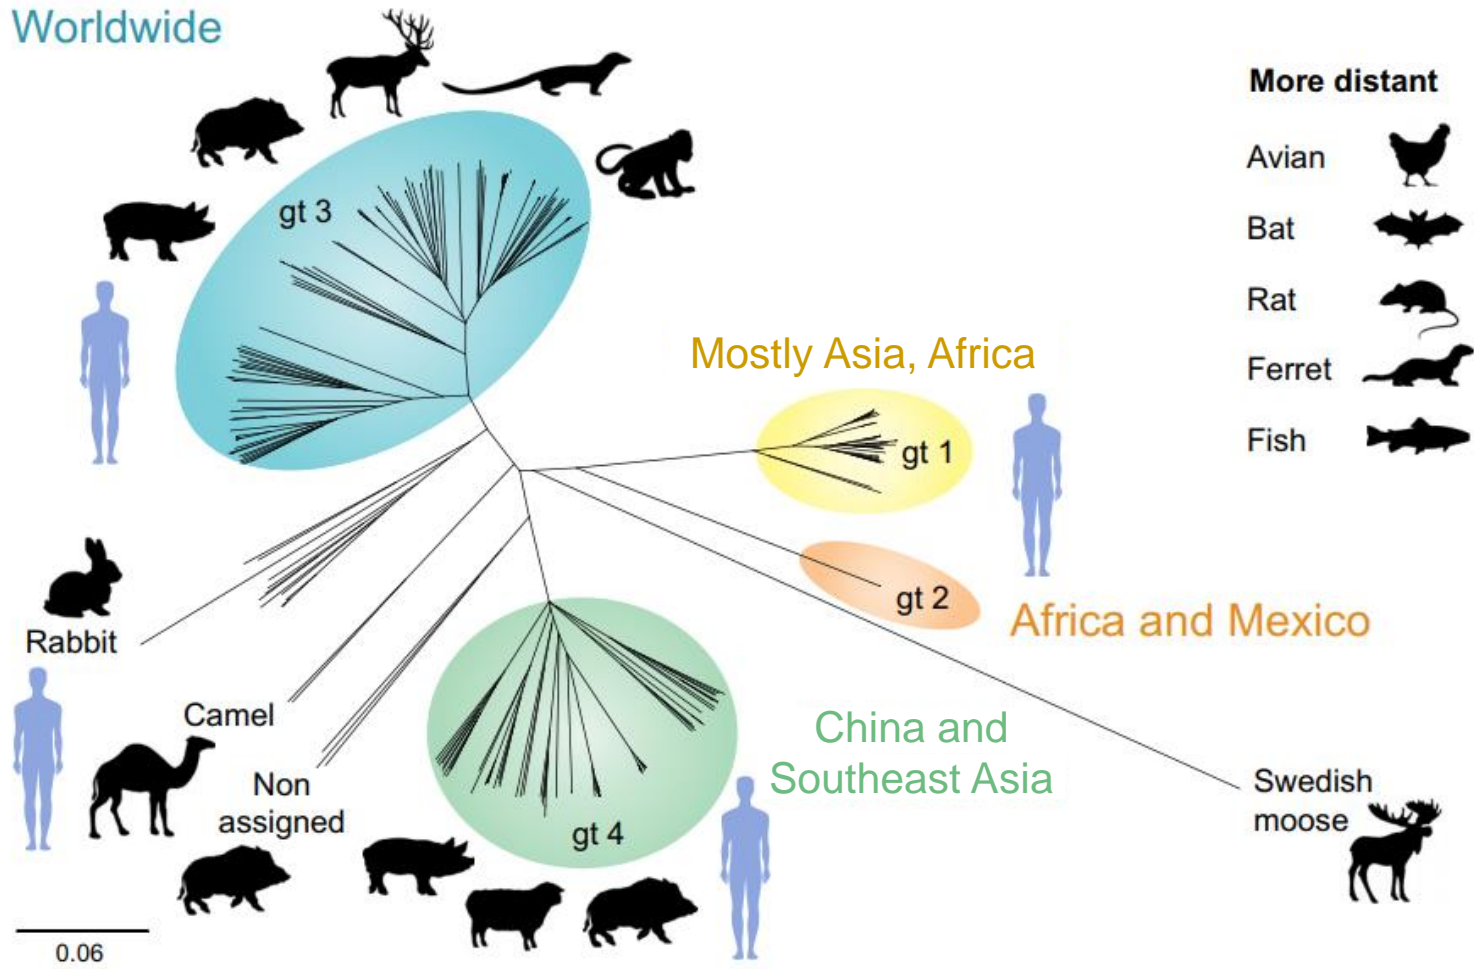 Worldwide
More distant
Avian
gt 3
Bat
Rat
Mostly Asia, Africa
Ferret
Fish
gt 1
gt 2
Africa and Mexico
Rabbit
Camel
China and
Southeast Asia
Non
assigned
Swedish
moose
gt 4
0.06